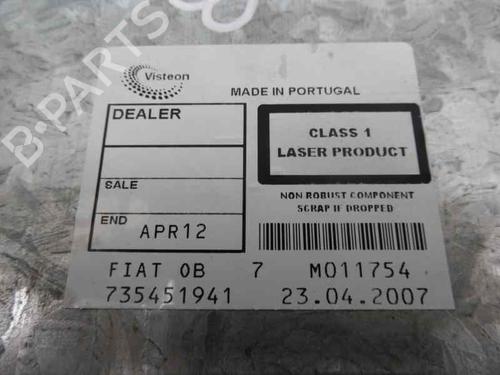 B-PARTS
Visteon
MADE IN PORTUGAL
DEALER
CLASS 1
LASER PRODUCT
SALE
NON ROBUST COMPONENT
SCRAP IF DROPPED
END APR12
FIAT 0B 7 M011754
735451941 23.04.2007